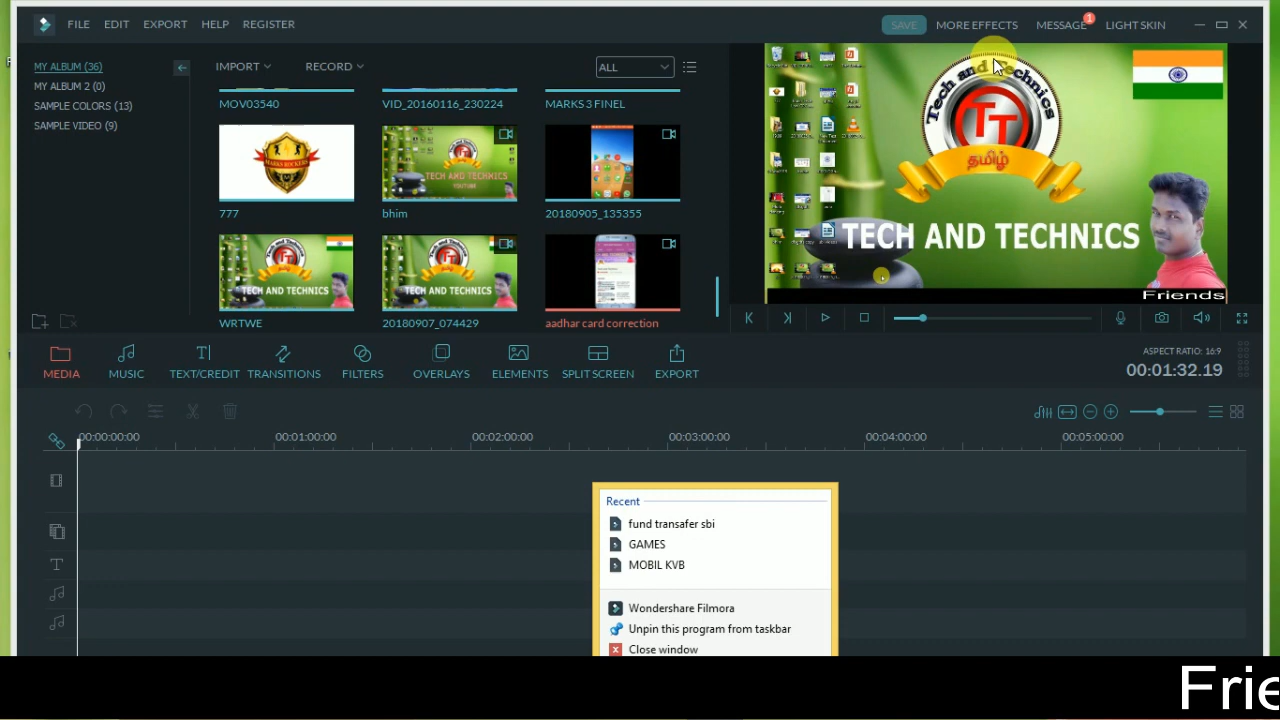 FILE EDIT EXPORT HELP REGISTER
SAVE MORE EFFECTS MESSAGE 1 LIGHT SKIN
MY ALBUM (36)
MY ALBUM 2 (0)
SAMPLE COLORS (13)
SAMPLE VIDEO (9)
IMPORT RECORD ALL
MOV03540 VID_20160116_230224 MARKS 3 FINEL
MARKS ROCKERS
TECH AND TECHNICS
YOUTUBE
777 bhim 20180905_135355
TECH AND TECHNICS
TECH AND TECHNICS
WRTWE 20180907_074429 aadhar card correction
Tech and Technics
TT
தமிழ்
TECH AND TECHNICS
Friends
MEDIA MUSIC TEXT/CREDIT TRANSITIONS FILTERS OVERLAYS ELEMENTS SPLIT SCREEN EXPORT
ASPECT RATIO: 16:9
00:01:32.19
00:00:00:00 00:01:00:00 00:02:00:00 00:03:00:00 00:04:00:00 00:05:00:00
Recent
fund transafer sbi
GAMES
MOBIL KVB
Wondershare Filmora
Unpin this program from taskbar
Close window
Frie